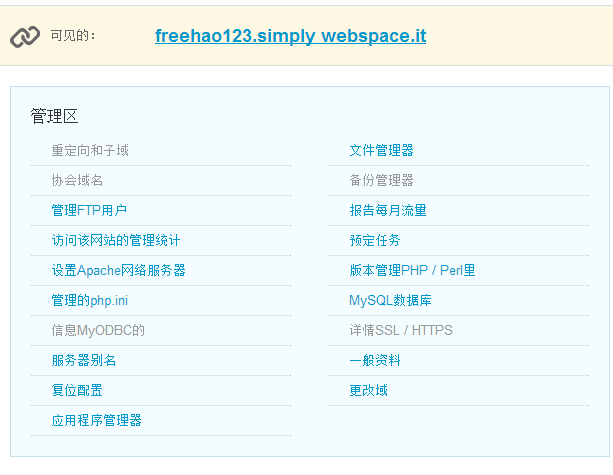 可见的： freehao123.simply webspace.it
管理区
重定向和子域 文件管理器
协会域名 备份管理器
管理FTP用户 报告每月流量
访问该网站的管理统计 预定任务
设置Apache网络服务器 版本管理PHP / Perl里
管理的php.ini MySQL数据库
信息MyODBC的 详情SSL / HTTPS
服务器别名 一般资料
复位配置 更改域
应用程序管理器